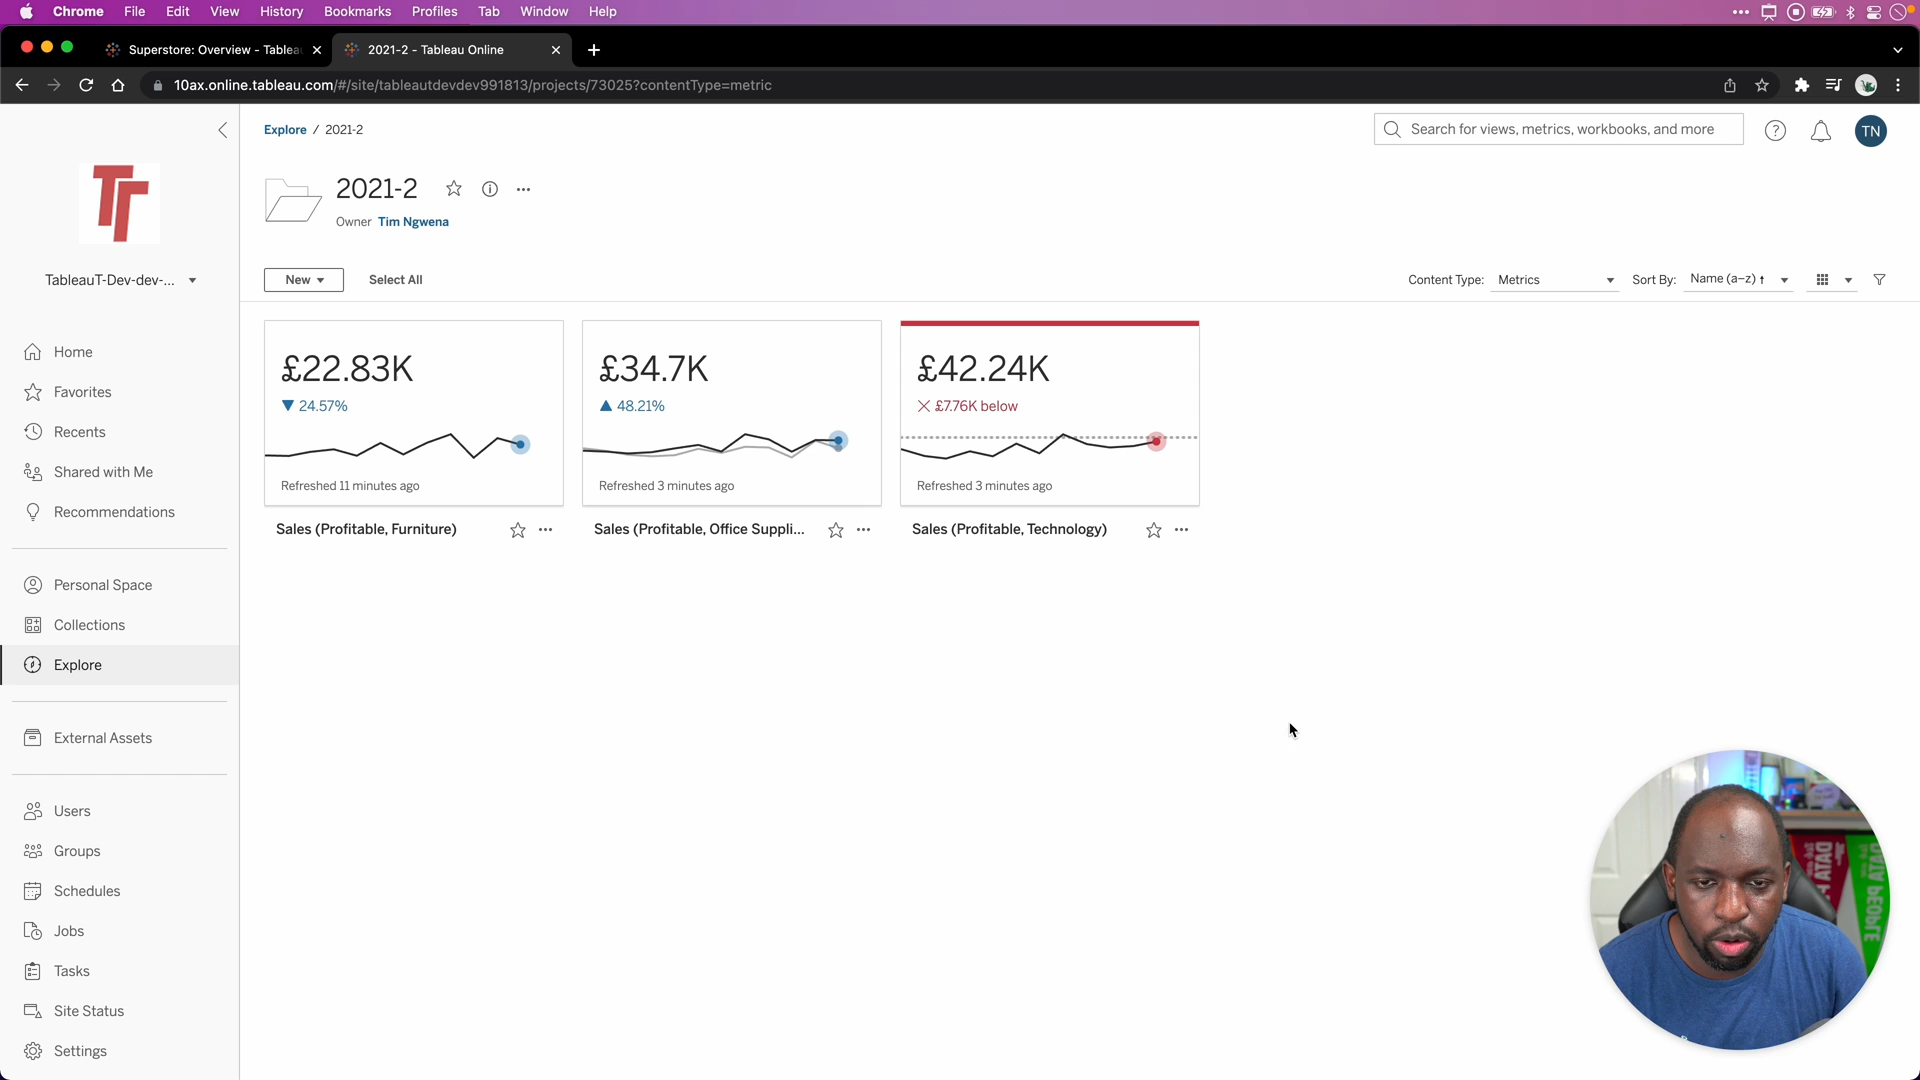 Chrome File Edit View History Bookmarks Profiles Tab Window Help
Superstore: Overview - Tablea
2021-2 - Tableau Online
10ax.online.tableau.com/#/site/tableautdevdev991813/projects/73025?contentType=metric
Explore / 2021-2
Search for views, metrics, workbooks, and more
TN
2021-2
Owner Tim Ngwena
TableauT-Dev-dev-...
New
Select All
Content Type: Metrics
Sort By: Name (a–z)
Home
Favorites
Recents
Shared with Me
Recommendations
Personal Space
Collections
Explore
External Assets
Users
Groups
Schedules
Jobs
Tasks
Site Status
Settings
£22.83K
24.57%
Refreshed 11 minutes ago
Sales (Profitable, Furniture)
£34.7K
48.21%
Refreshed 3 minutes ago
Sales (Profitable, Office Suppli...
£42.24K
£7.76K below
Refreshed 3 minutes ago
Sales (Profitable, Technology)
DATA PEOPLE